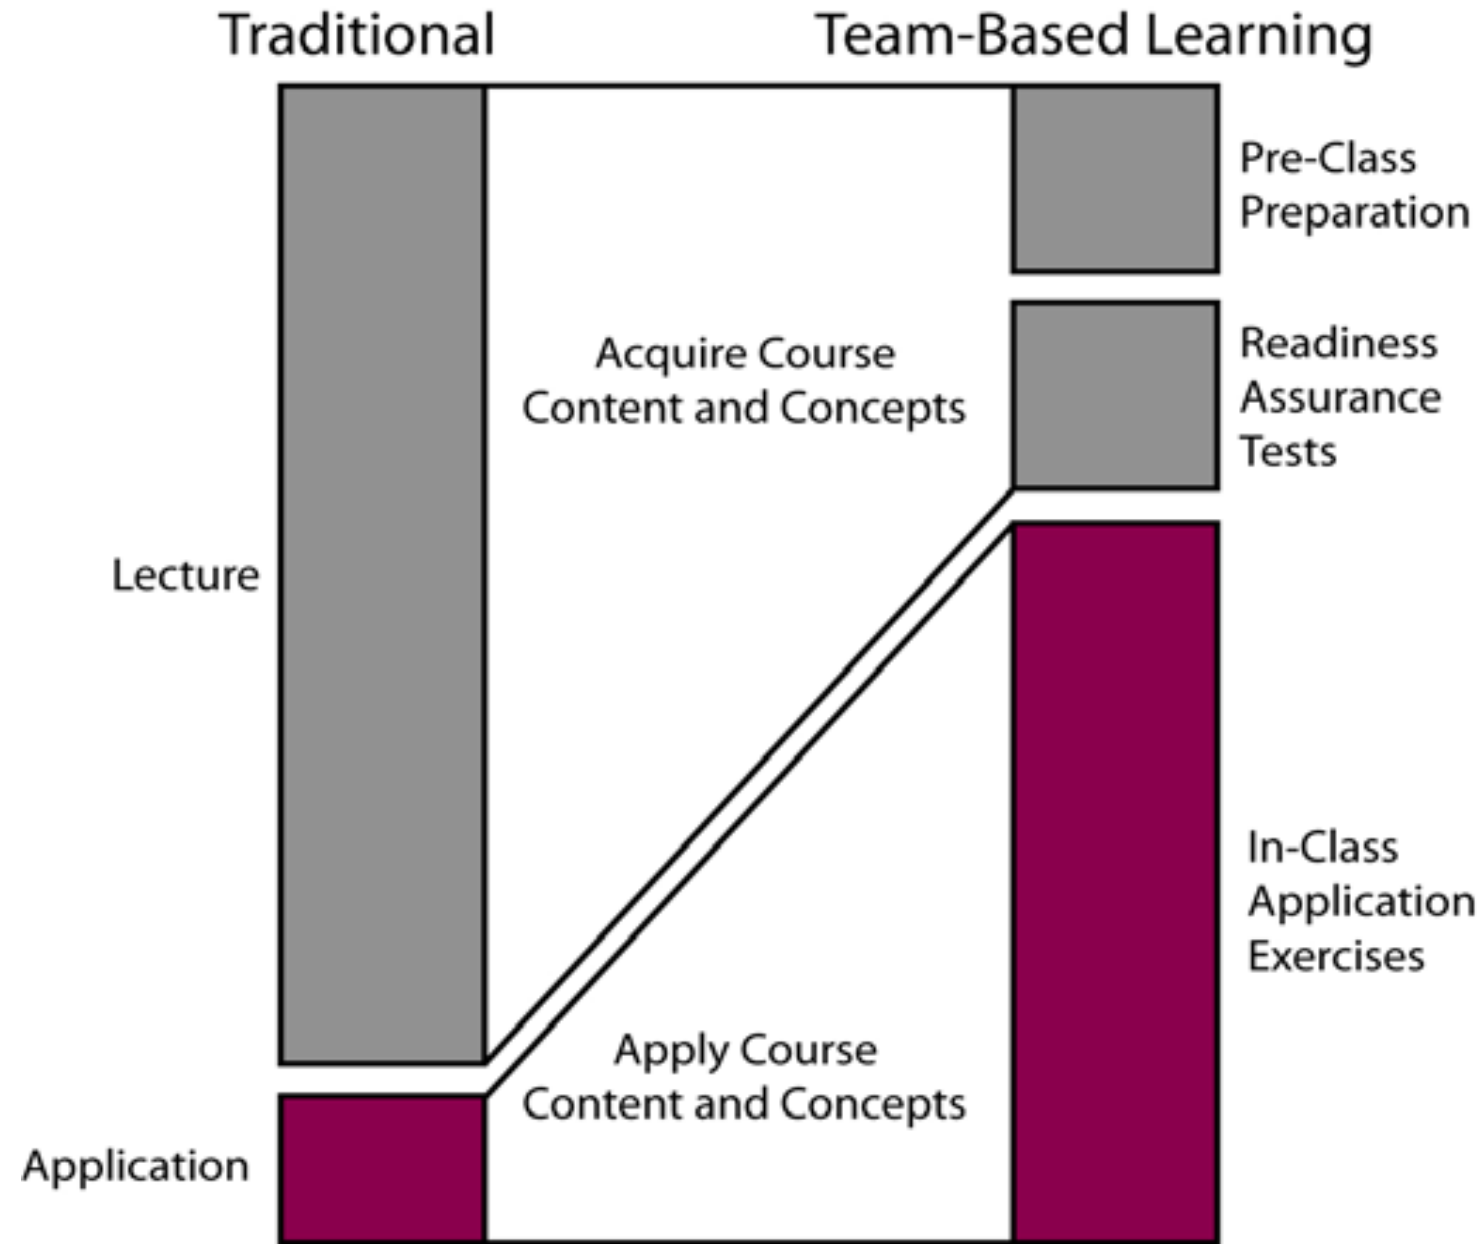 Traditional
Team-Based Learning
Pre-Class
Preparation
Acquire Course
Content and Concepts
Readiness
Assurance
Tests
Lecture
In-Class
Application
Exercises
Apply Course
Content and Concepts
Application